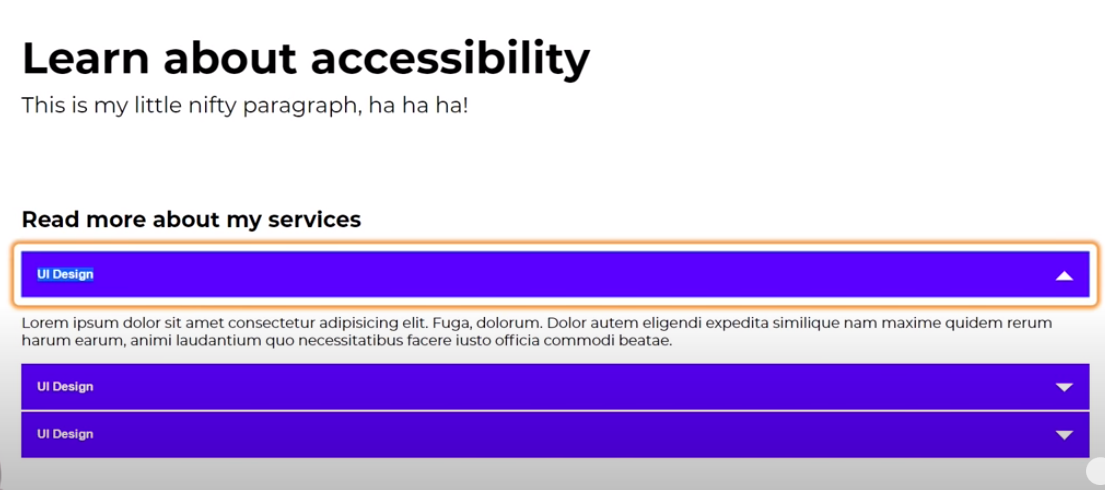 Learn about accessibility
This is my little nifty paragraph, ha ha ha!
Read more about my services
UI Design
Lorem ipsum dolor sit amet consectetur adipisicing elit. Fuga, dolorum. Dolor autem eligendi expedita similique nam maxime quidem rerum
harum earum, animi laudantium quo necessitatibus facere iusto officia commodi beatae.
UI Design
UI Design